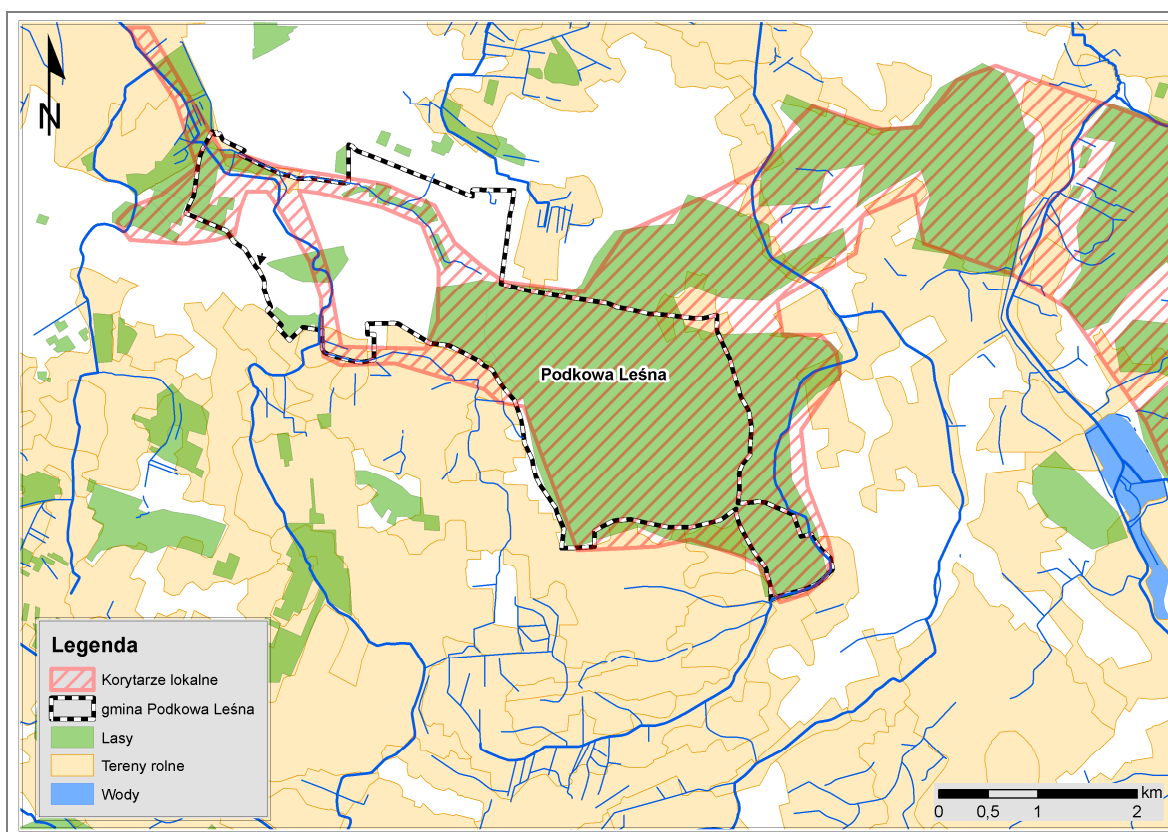 N
Podkowa Leśna
Legenda
Korytarze lokalne
gmina Podkowa Leśna
Lasy
Tereny rolne
Wody
km
0 0,5 1 2